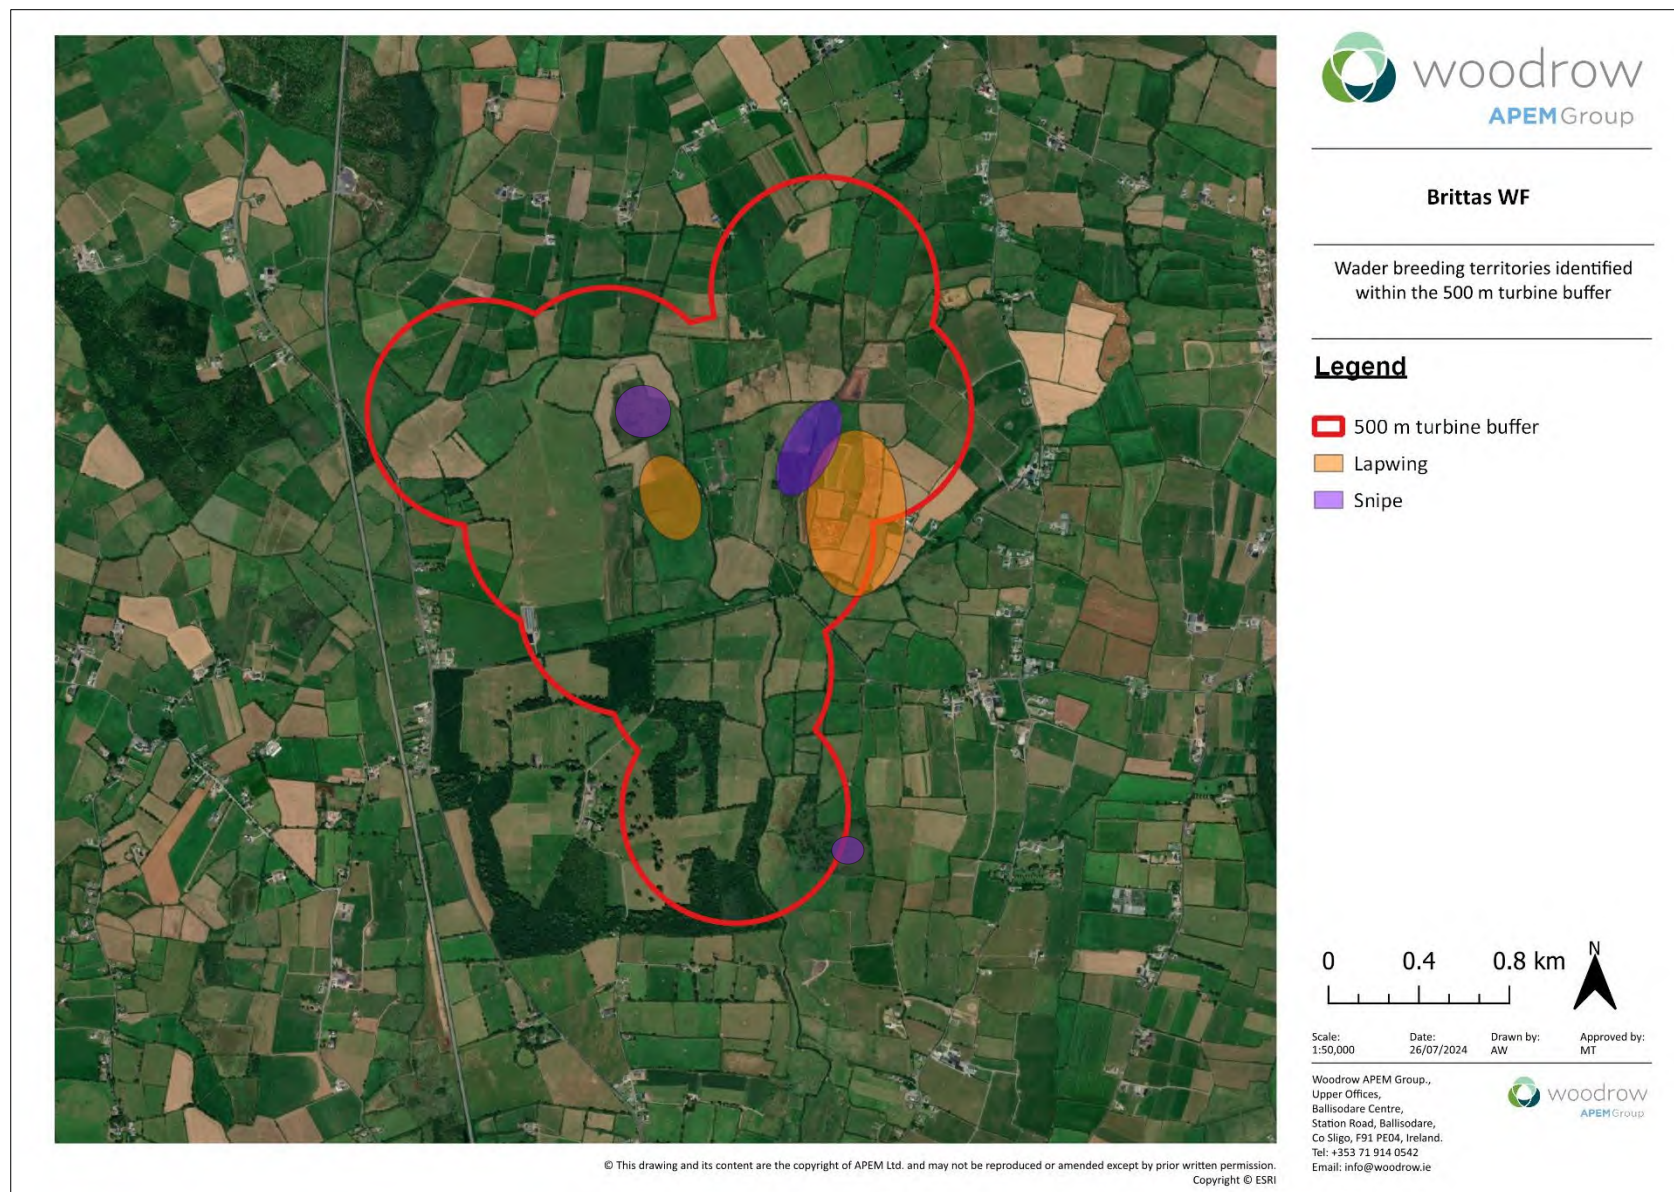 woodrow
APEM Group
Brittas WF
Wader breeding territories identified
within the 500 m turbine buffer
Legend
500 m turbine buffer
Lapwing
Snipe
0 0.4 0.8 km
N
Scale: Date: Drawn by: Approved by:
1:50,000 26/07/2024 AW MT
Woodrow APEM Group.,
Upper Offices,
Ballisodare Centre,
Station Road, Ballisodare,
Co Sligo, F91 PE04, Ireland.
Tel: +353 71 914 0542
Email: info@woodrow.ie
woodrow
APEM Group
© This drawing and its content are the copyright of APEM Ltd. and may not be reproduced or amended except by prior written permission.
Copyright © ESRI